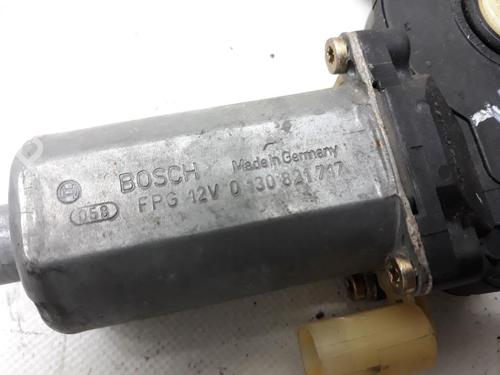 BOSCH Made in Germany
058 FPG 12V 0 130 821 717